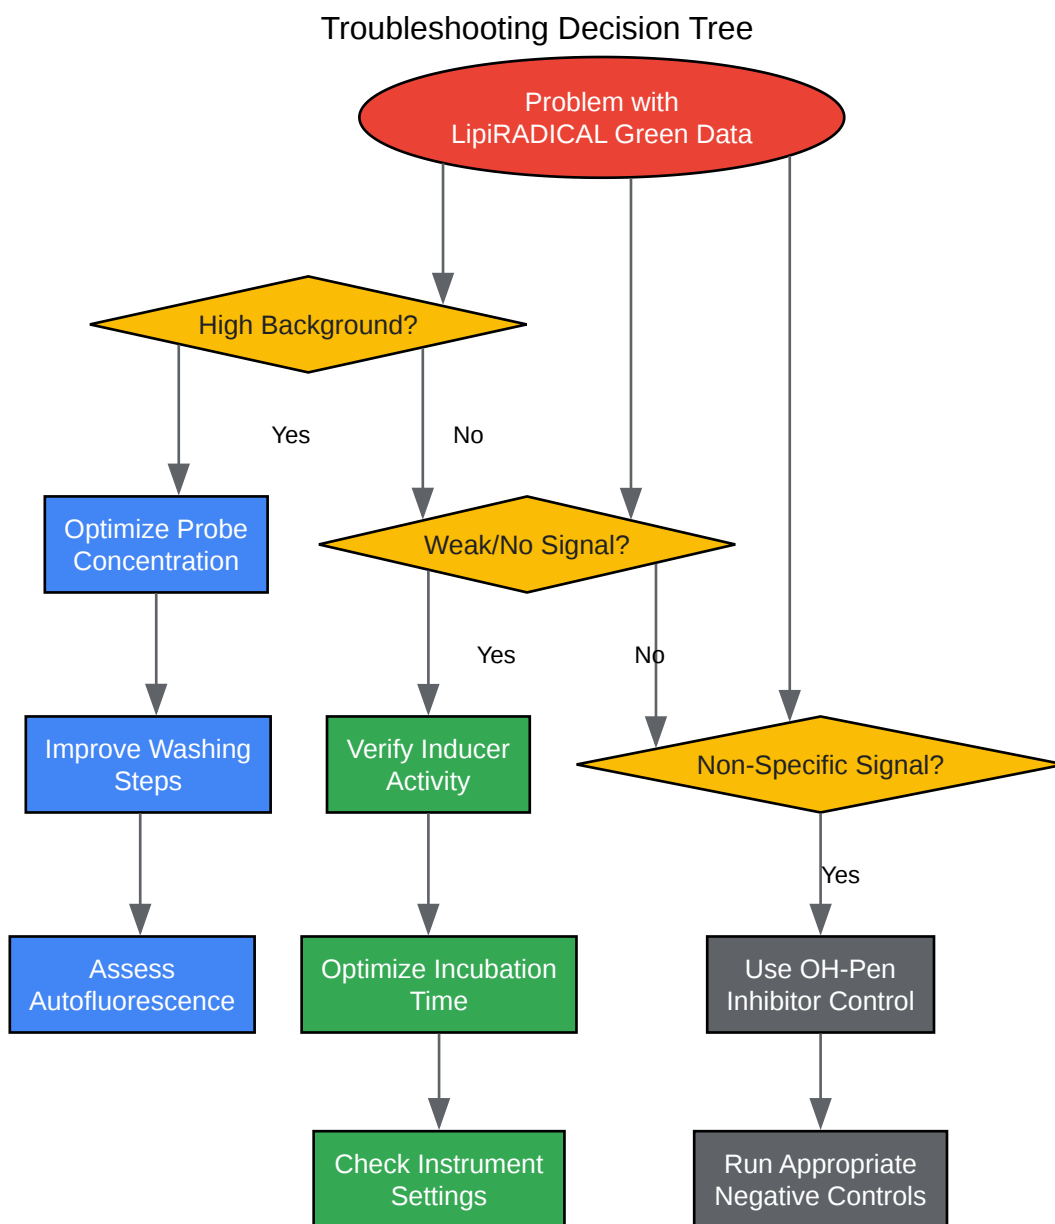 Troubleshooting Decision Tree
Problem with
LipiRADICAL Green Data
High Background?
Yes
No
Optimize Probe
Concentration
Weak/No Signal?
Yes
No
Improve Washing
Steps
Verify Inducer
Activity
Non-Specific Signal?
Yes
Assess
Autofluorescence
Optimize Incubation
Time
Use OH-Pen
Inhibitor Control
Check Instrument
Settings
Run Appropriate
Negative Controls